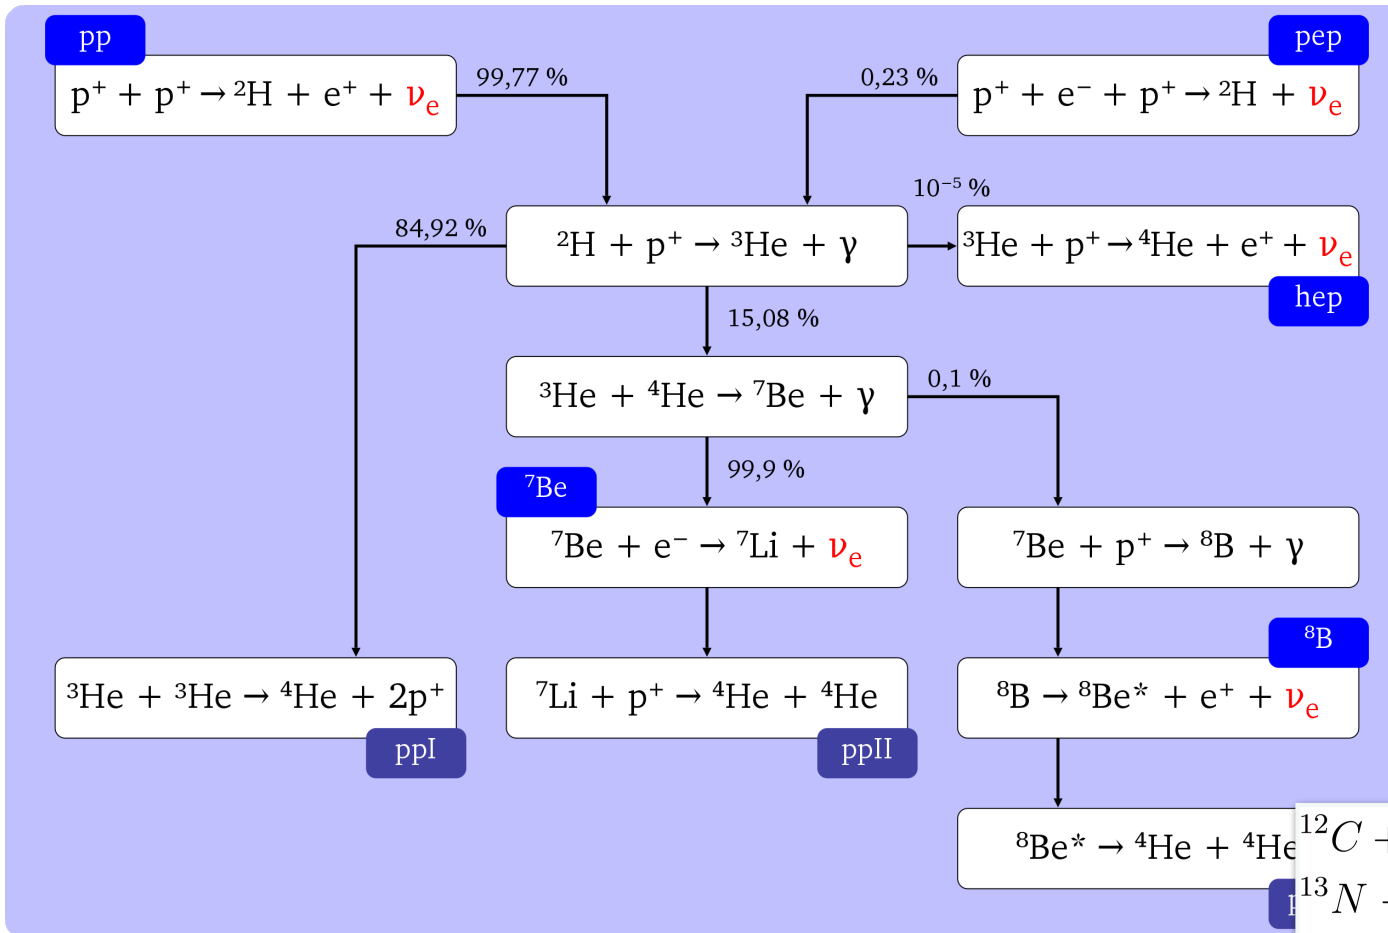 pp
pep
p⁺ + p⁺ → ²H + e⁺ + νₑ
99,77 %
0,23 %
p⁺ + e⁻ + p⁺ → ²H + νₑ
84,92 %
²H + p⁺ → ³He + γ
10⁻⁵ %
³He + p⁺ → ⁴He + e⁺ + νₑ
hep
15,08 %
³He + ⁴He → ⁷Be + γ
0,1 %
99,9 %
⁷Be
⁷Be + e⁻ → ⁷Li + νₑ
⁷Be + p⁺ → ⁸B + γ
⁸B
³He + ³He → ⁴He + 2p⁺
ppI
⁷Li + p⁺ → ⁴He + ⁴He
ppII
⁸B → ⁸Be* + e⁺ + νₑ
⁸Be* → ⁴He + ⁴He
¹²C +
¹³N